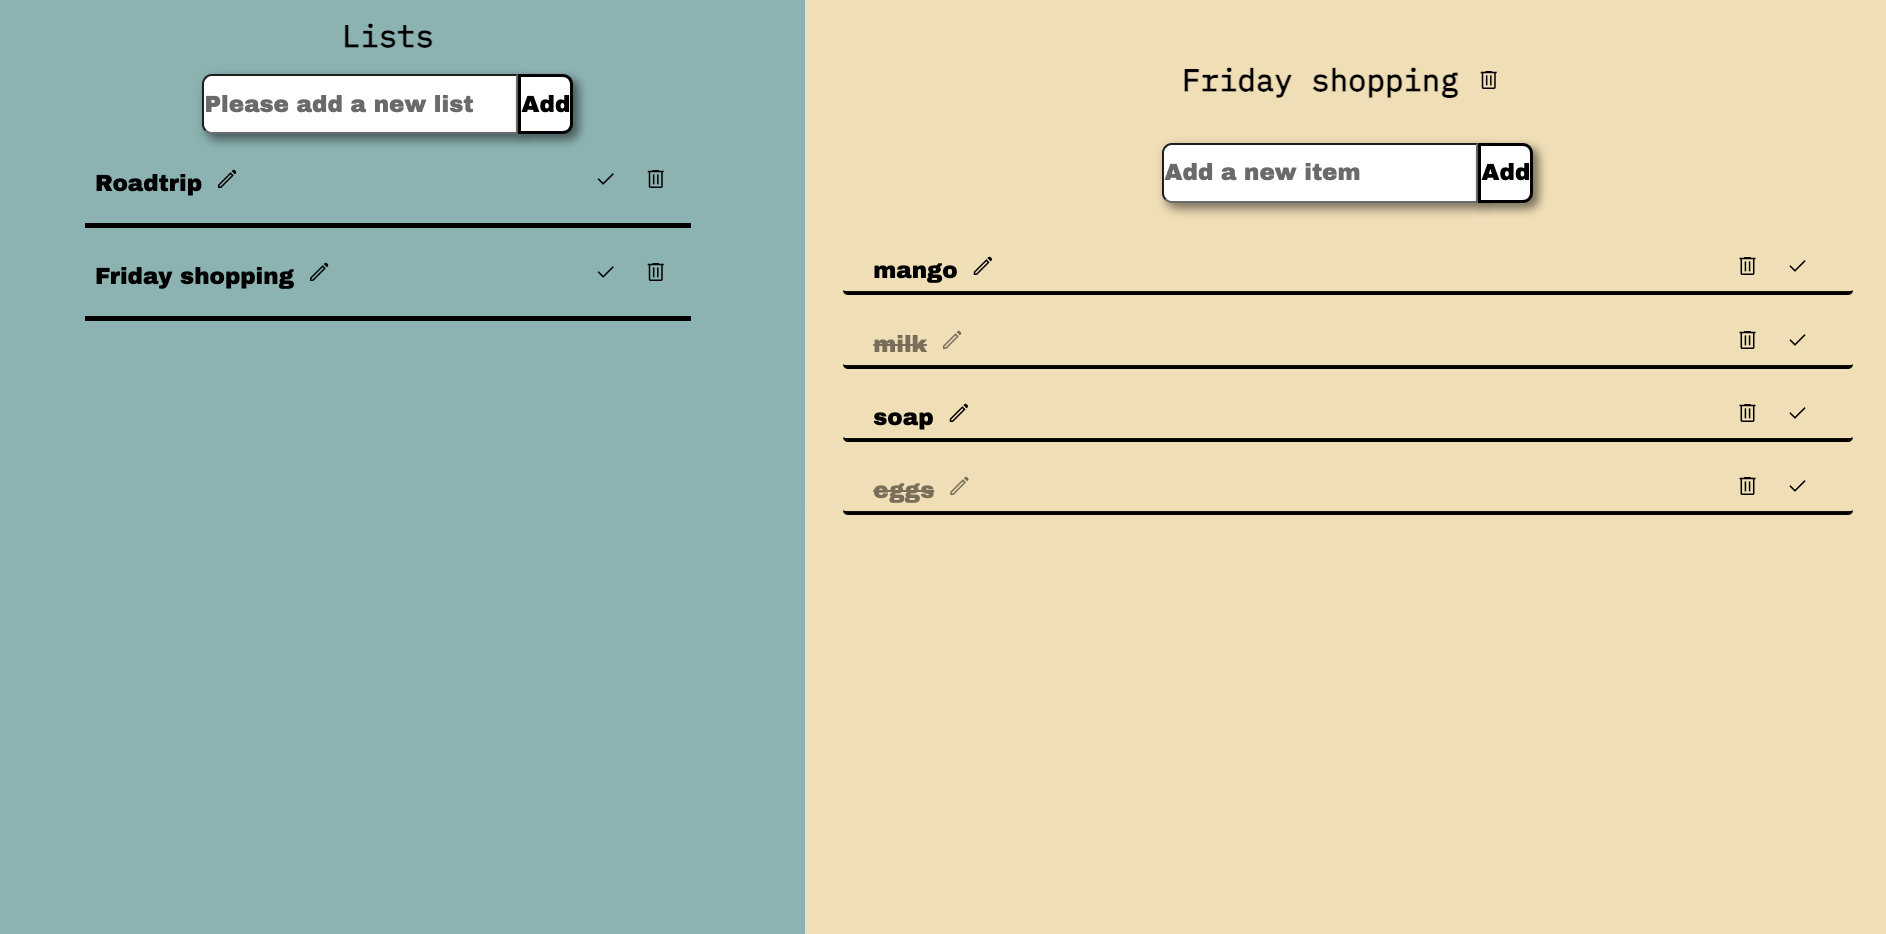 Lists
Please add a new list Add
Roadtrip
Friday shopping
Friday shopping
Add a new item Add
mango
milk
soap
eggs